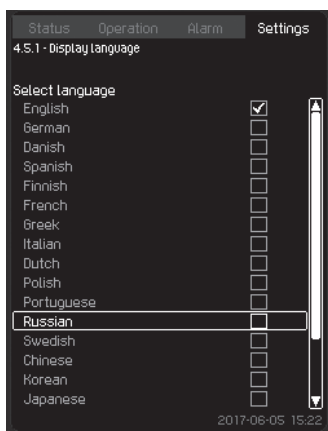 Status Operation Alarm Settings
4.5.1 - Display language
Select language
English
German
Danish
Spanish
Finnish
French
Greek
Italian
Dutch
Polish
Portuguese
Russian
Swedish
Chinese
Korean
Japanese
2017-06-05 15:22